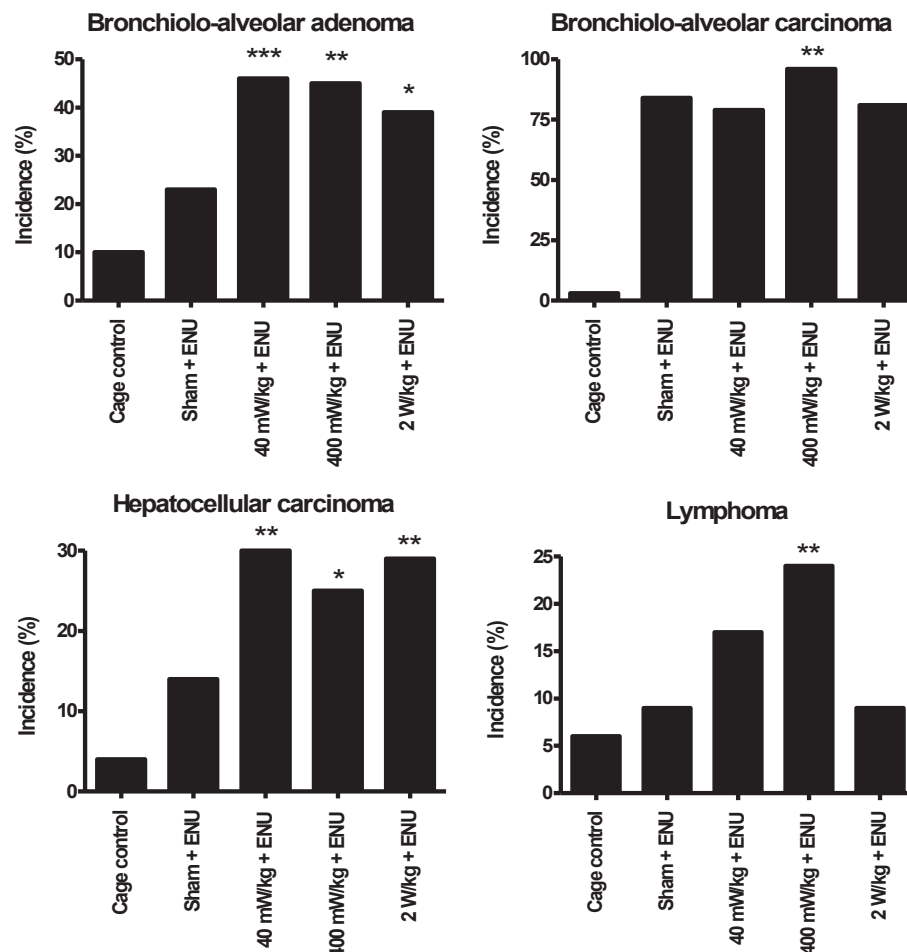 Bronchiolo-alveolar adenoma
50
40
30
20
10
0
Incidence (%)
***
**
*
Cage control
Sham + ENU
40 mW/kg + ENU
400 mW/kg + ENU
2 W/kg + ENU
Bronchiolo-alveolar carcinoma
100
75
50
25
0
Incidence (%)
**
Cage control
Sham + ENU
40 mW/kg + ENU
400 mW/kg + ENU
2 W/kg + ENU
Hepatocellular carcinoma
30
20
10
0
Incidence (%)
**
*
**
Cage control
Sham + ENU
40 mW/kg + ENU
400 mW/kg + ENU
2 W/kg + ENU
Lymphoma
25
20
15
10
5
0
Incidence (%)
**
Cage control
Sham + ENU
40 mW/kg + ENU
400 mW/kg + ENU
2 W/kg + ENU